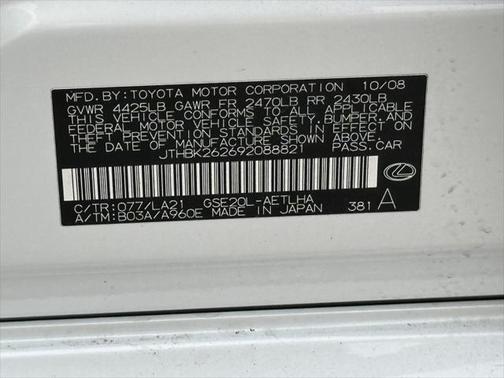 MFD.BY:TOYOTA MOTOR CORPORATION 10/08
GVWR 4425LB GAWR FR 2470LB RR 2430LB
THIS VEHICLE CONFORMS TO ALL APPLICABLE
FEDERAL MOTOR VEHICLE SAFETY, BUMPER, AND
THEFT PREVENTION STANDARDS IN EFFECT ON
THE DATE OF MANUFACTURE SHOWN ABOVE.
JTHBK262692088821 PASS.CAR
C/TR:077/LA21 GSE20L-AETLHA
A/TM:B03A/A960E MADE IN JAPAN 381 A